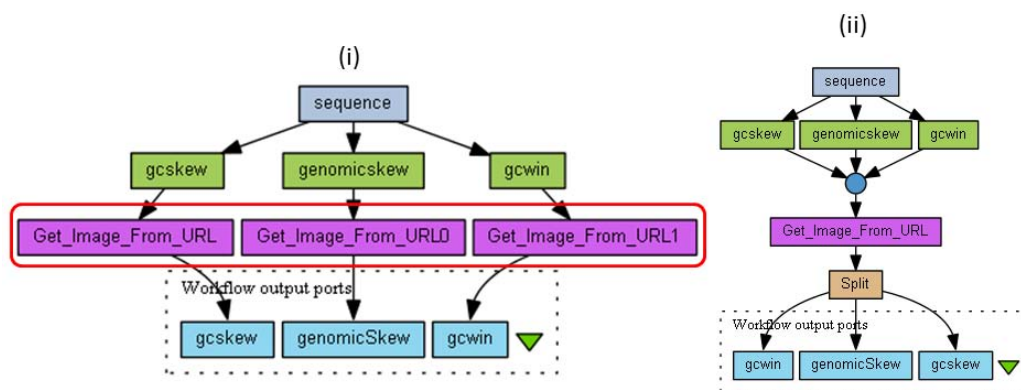 (i)
sequence
gcskew genomicskew gcwin
Get_Image_From_URL Get_Image_From_URL0 Get_Image_From_URL1
Workflow output ports
gcskew genomicSkew gcwin
(ii)
sequence
gcskew genomicskew gcwin
Get_Image_From_URL
Split
Workflow output ports
gcwin genomicSkew gcskew